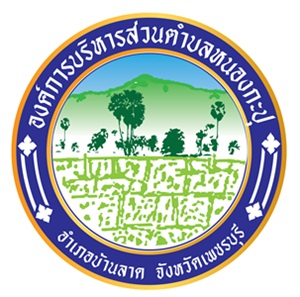 องค์การบริหารส่วนตำบลหนองกะปุ
อำเภอบ้านลาด จังหวัดเพชรบุรี